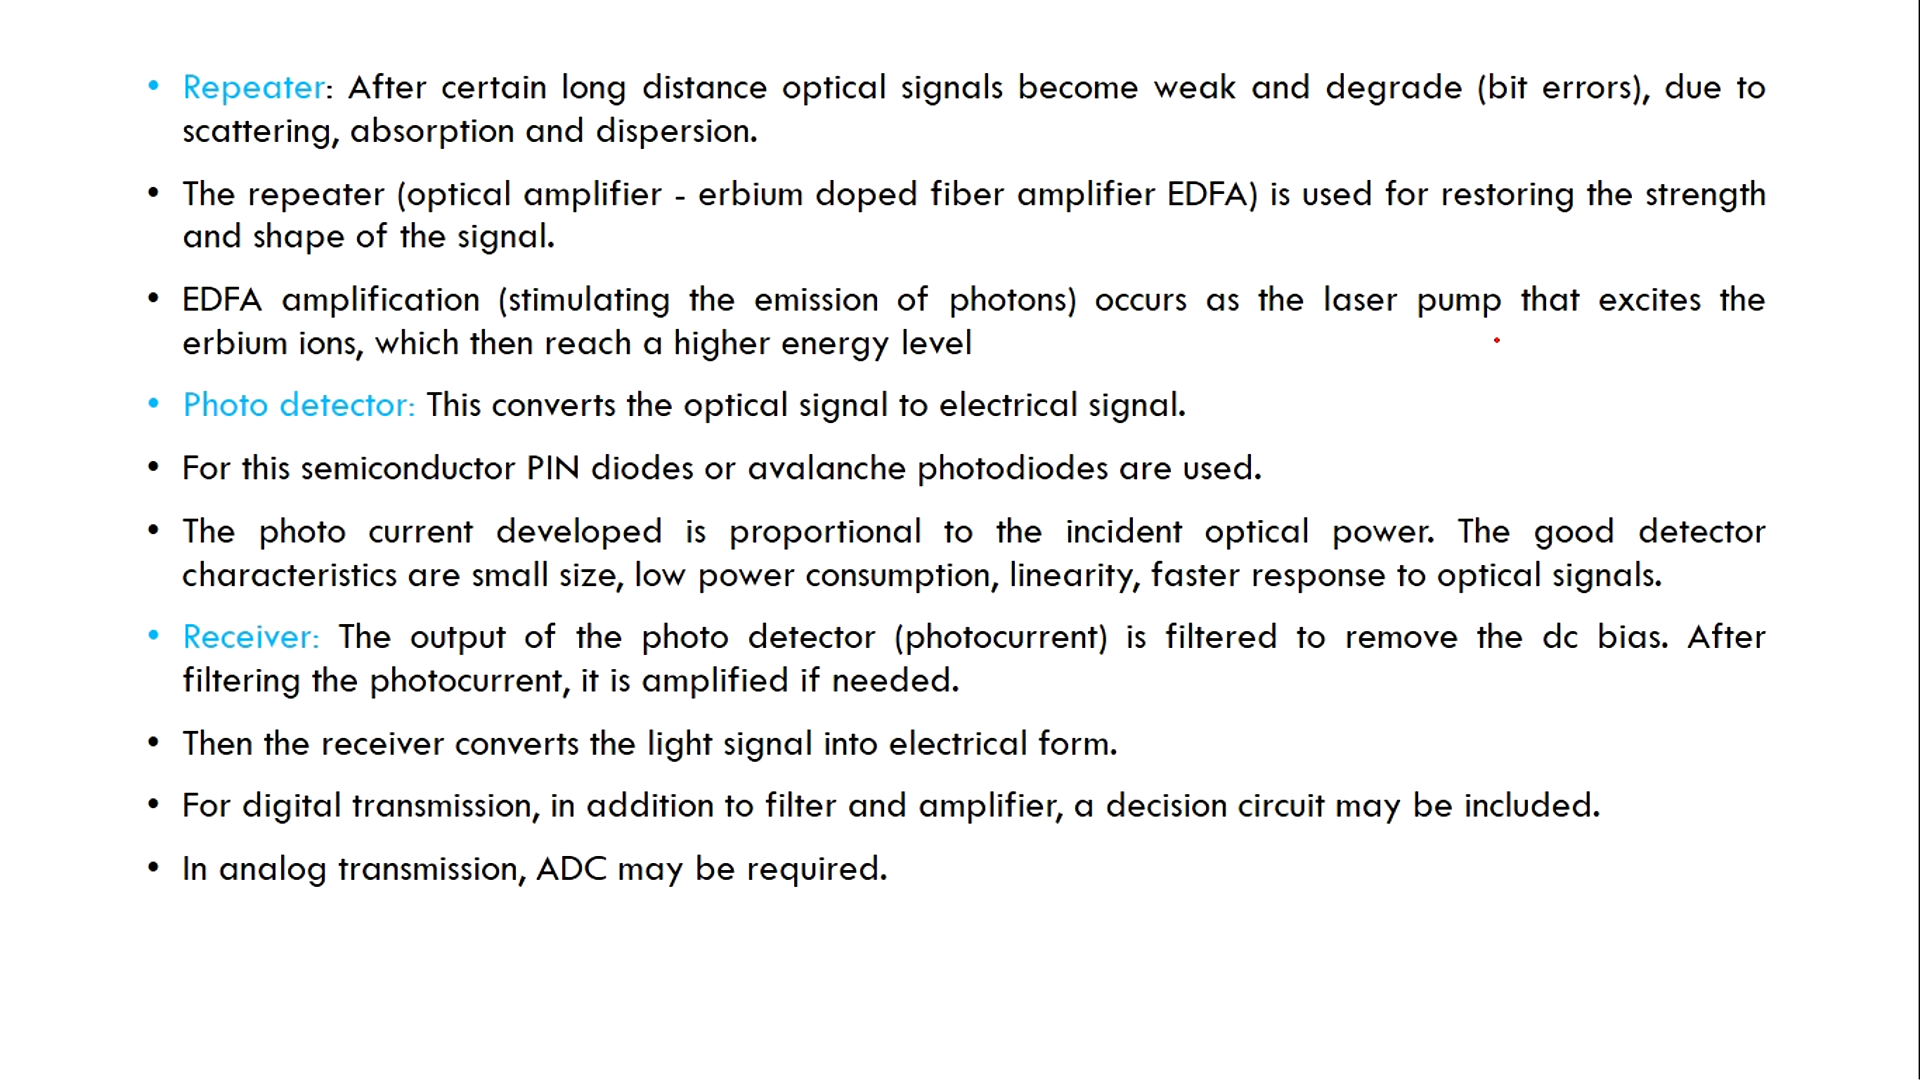 • Repeater: After certain long distance optical signals become weak and degrade (bit errors), due to
scattering, absorption and dispersion.
• The repeater (optical amplifier - erbium doped fiber amplifier EDFA) is used for restoring the strength
and shape of the signal.
• EDFA amplification (stimulating the emission of photons) occurs as the laser pump that excites the
erbium ions, which then reach a higher energy level
• Photo detector: This converts the optical signal to electrical signal.
• For this semiconductor PIN diodes or avalanche photodiodes are used.
• The photo current developed is proportional to the incident optical power. The good detector
characteristics are small size, low power consumption, linearity, faster response to optical signals.
• Receiver: The output of the photo detector (photocurrent) is filtered to remove the dc bias. After
filtering the photocurrent, it is amplified if needed.
• Then the receiver converts the light signal into electrical form.
• For digital transmission, in addition to filter and amplifier, a decision circuit may be included.
• In analog transmission, ADC may be required.